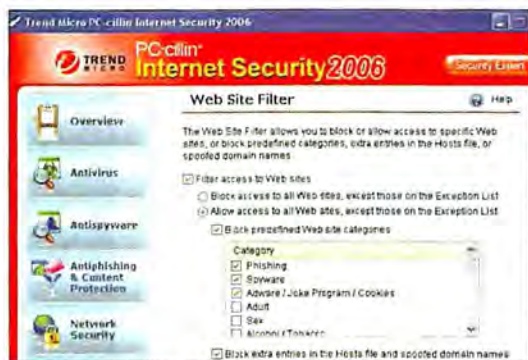 Trend Micro PC-cillin Internet Security 2006
TREND MICRO
PC-cillin
Internet Security 2006
Security Expert
Overview
Antivirus
Antispyware
Antiphishing & Content Protection
Network Security
Web Site Filter
Help
The Web Site Filter allows you to block or allow access to specific Web
sites, or block predefined categories, extra entries in the Hosts file, or
spoofed domain names
Filter access to Web sites
Block access to all Web sites, except those on the Exception List
Allow access to all Web sites, except those on the Exception List
Block predefined Web site categories
Category
Phishing
Spyware
Adware / Joke Program / Cookies
Adult
Sex
Alcohol / Tobacco
Block extra entries in the Hosts file and spoofed domain names